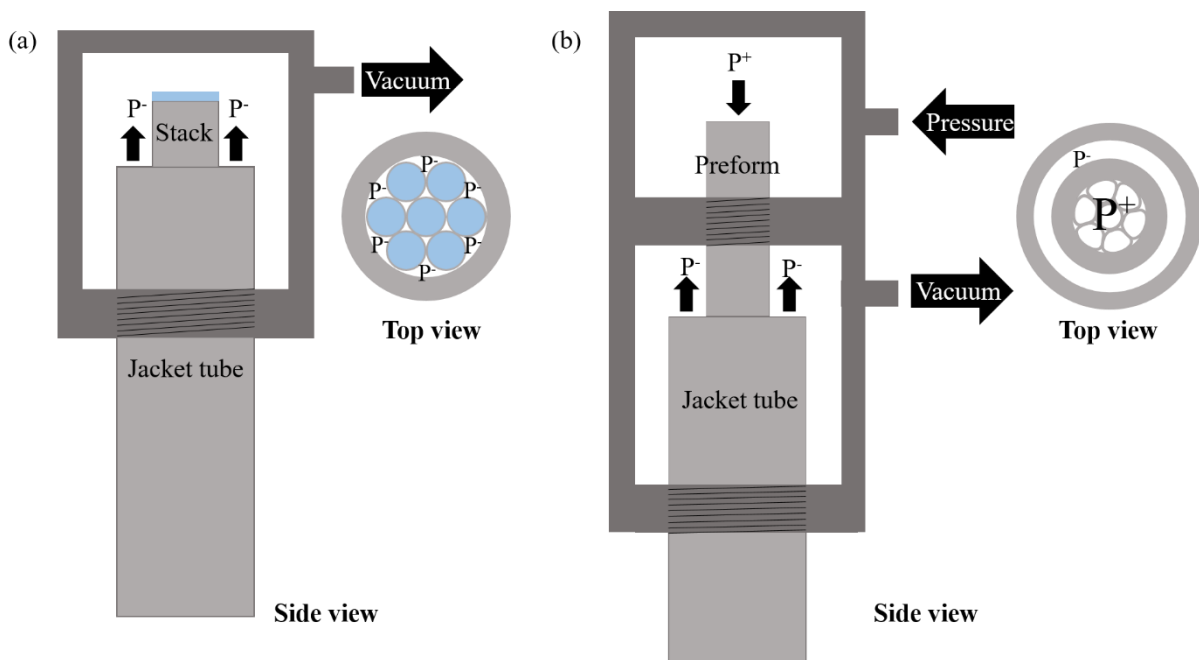 (a)
Vacuum
P-
P-
Stack
P-
P-
P-
P-
P-
P-
Top view
Jacket tube
Side view
(b)
P+
Pressure
Preform
P-
P+
P-
P-
Vacuum
Top view
Jacket tube
Side view